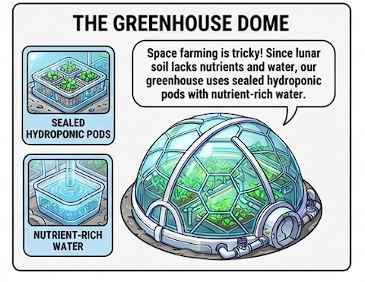 THE GREENHOUSE DOME
Space farming is tricky! Since lunar
soil lacks nutrients and water, our
greenhouse uses sealed hydroponic
pods with nutrient-rich water.
SEALED
HYDROPONIC PODS
NUTRIENT-RICH
WATER